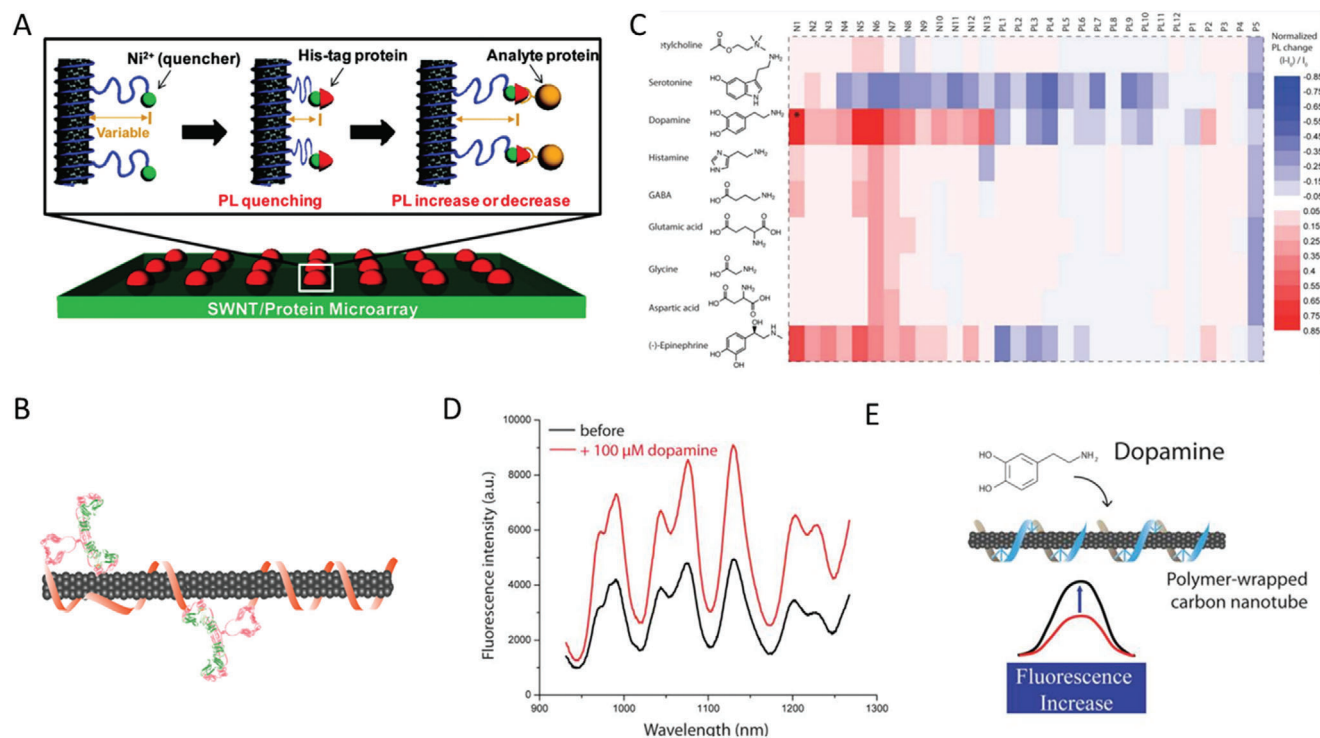 A
Ni²⁺ (quencher)
His-tag protein
Analyte protein
Variable
PL quenching
PL increase or decrease
SWNT/Protein Microarray
B
C
N1 N2 N3 N4 N5 N6 N7 N8 N9 N10 N11 N12 N13 PL1 PL2 PL3 PL4 PL5 PL6 PL7 PL8 PL9 PL10 PL11 PL12 P1 P2 P3 P4 P5
etylcholine
Serotonine
Dopamine
Histamine
GABA
Glutamic acid
Glycine
Aspartic acid
(-)-Epinephrine
*
Normalized
PL change
(I-I₀) / I₀
-0.85
-0.75
-0.65
-0.55
-0.45
-0.35
-0.25
-0.15
-0.05
0.05
0.15
0.25
0.35
0.4
0.55
0.65
0.75
0.85
D
before
+ 100 µM dopamine
Fluorescence intensity (a.u.)
10000
8000
6000
4000
2000
0
900 1000 1100 1200 1300
Wavelength (nm)
E
Dopamine
HO
HO
NH₂
Polymer-wrapped
carbon nanotube
Fluorescence
Increase